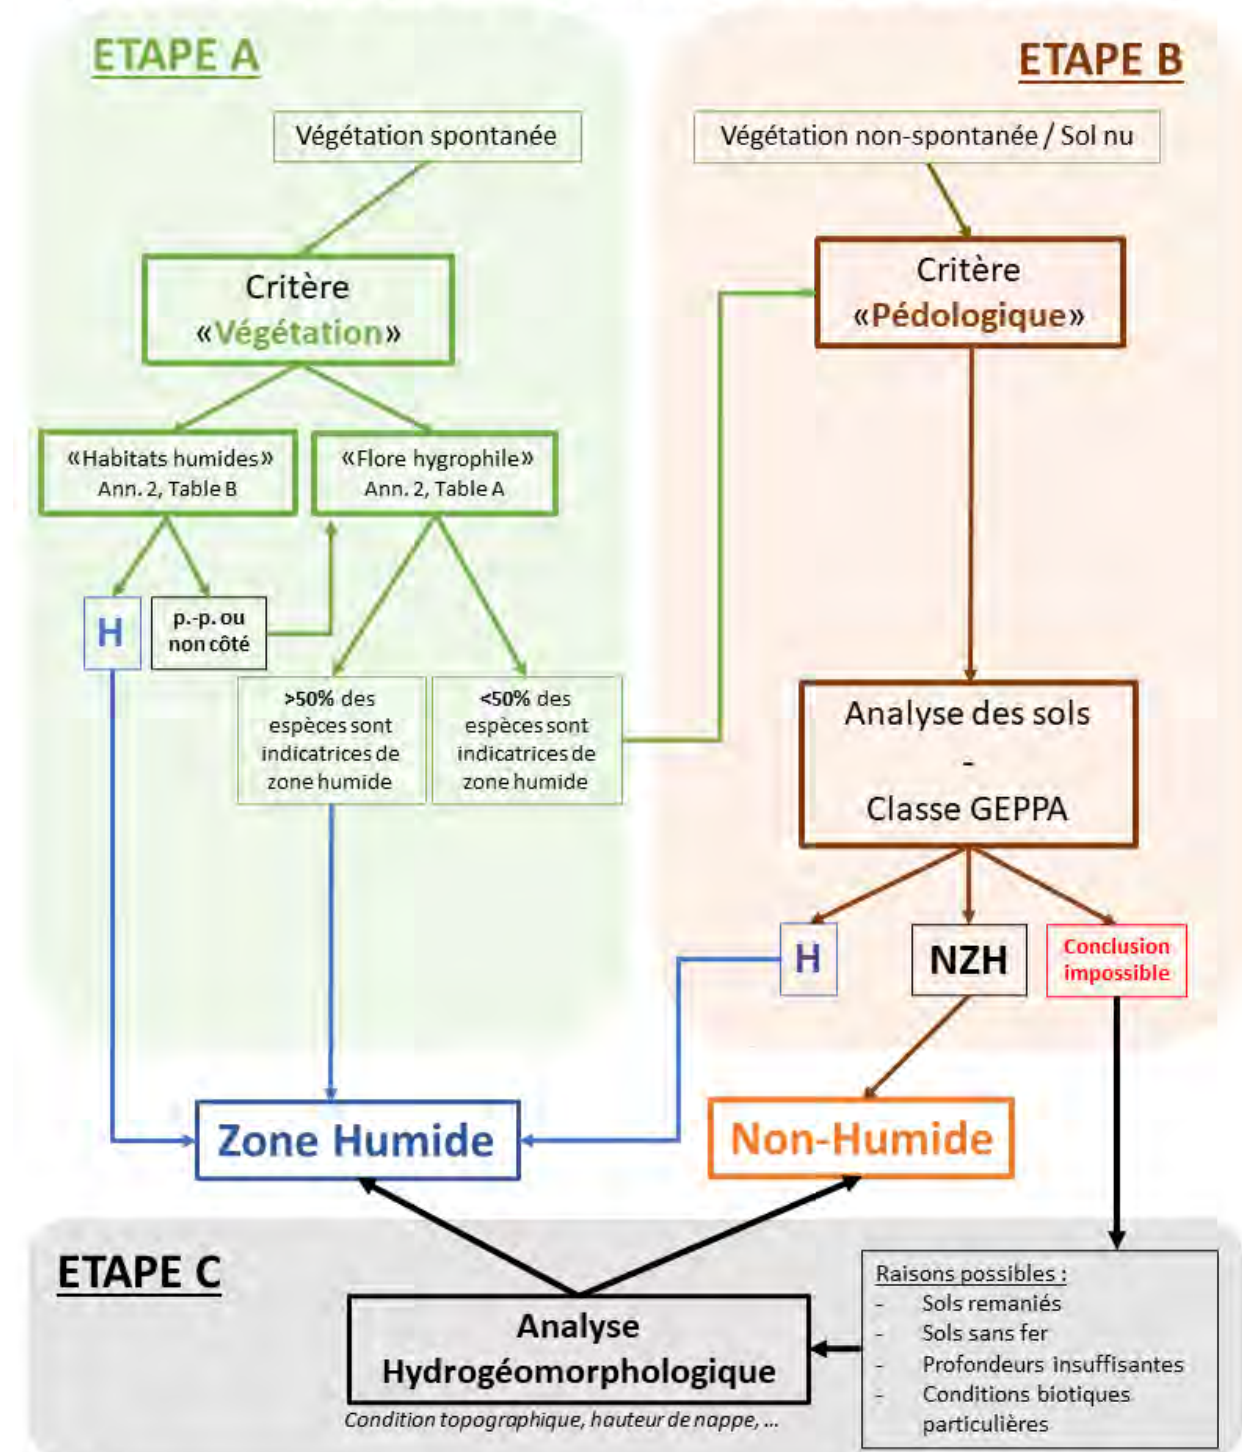 ETAPE A
ETAPE B
Végétation spontanée
Végétation non-spontanée / Sol nu
Critère
«Végétation»
Critère
«Pédologique»
«Habitats humides»
Ann. 2, Table B
«Flore hygrophile»
Ann. 2, Table A
H
p.-p. ou
non côté
>50% des
espèces sont
indicatrices de
zone humide
<50% des
espèces sont
indicatrices de
zone humide
Analyse des sols
-
Classe GEPPA
H
NZH
Conclusion
impossible
Zone Humide
Non-Humide
ETAPE C
Analyse
Hydrogéomorphologique
Condition topographique, hauteur de nappe, ...
Raisons possibles :
- Sols remaniés
- Sols sans fer
- Profondeurs insuffisantes
- Conditions biotiques
particulières